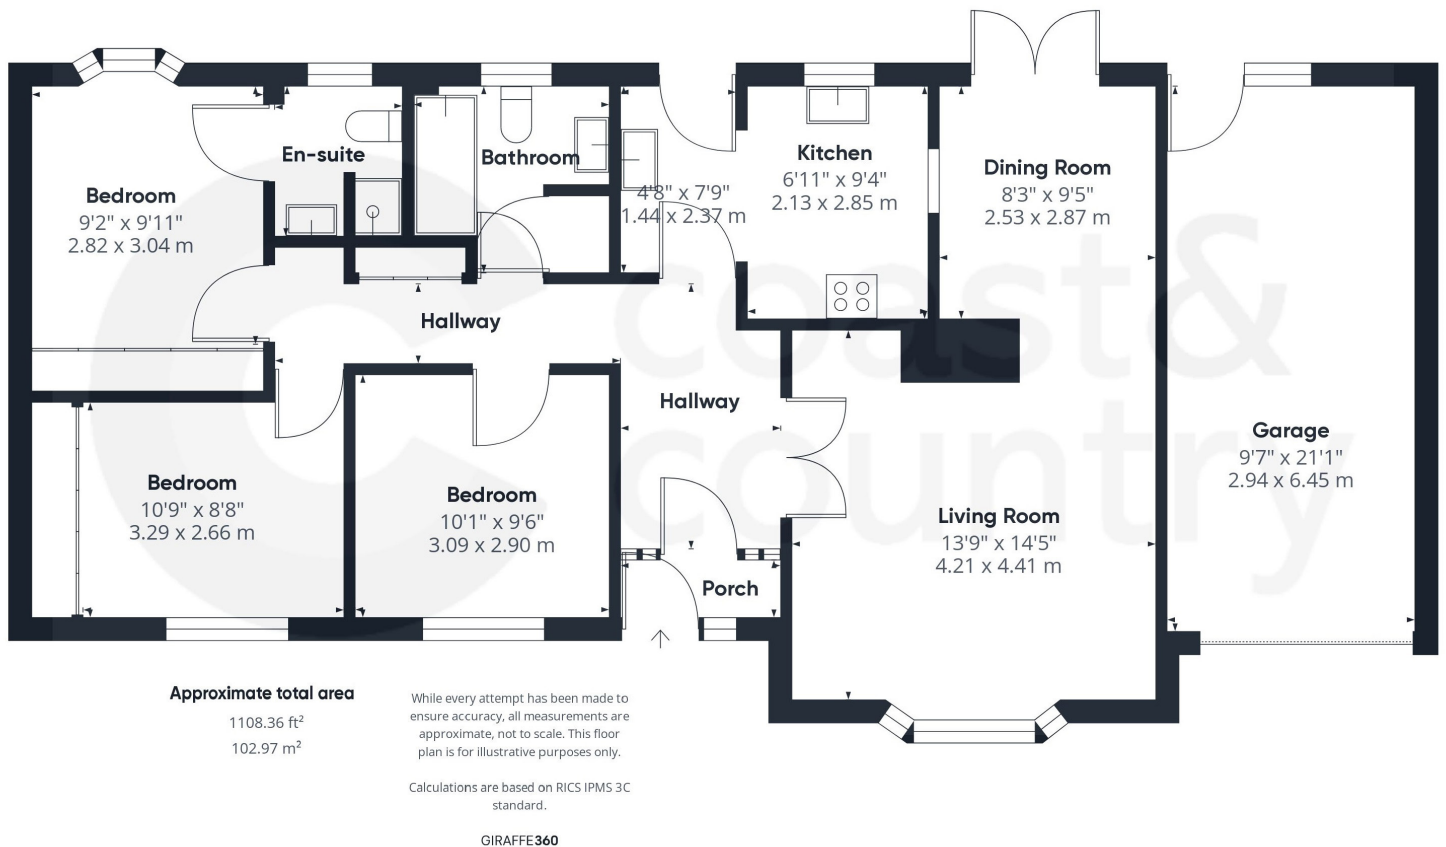 En-suite
Bathroom
Kitchen
6'11" x 9'4"
2.13 x 2.85 m
Dining Room
8'3" x 9'5"
2.53 x 2.87 m
Bedroom
9'2" x 9'11"
2.82 x 3.04 m
4'8" x 7'9"
1.44 x 2.37 m
coast&
country
Hallway
Hallway
Garage
9'7" x 21'1"
2.94 x 6.45 m
Bedroom
10'9" x 8'8"
3.29 x 2.66 m
Bedroom
10'1" x 9'6"
3.09 x 2.90 m
Living Room
13'9" x 14'5"
4.21 x 4.41 m
Porch
Approximate total area
1108.36 ft²
102.97 m²
While every attempt has been made to
ensure accuracy, all measurements are
approximate, not to scale. This floor
plan is for illustrative purposes only.
Calculations are based on RICS IPMS 3C
standard.
GIRAFFE360